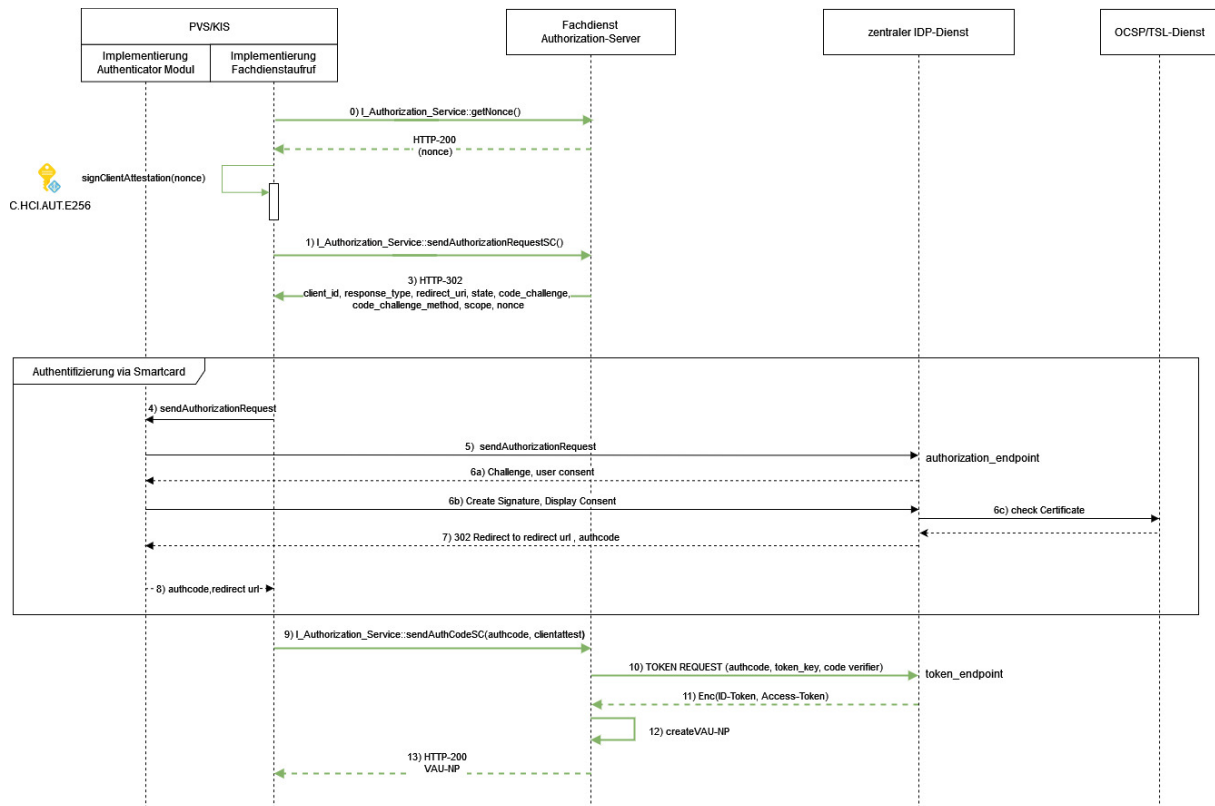 PVS/KIS
Fachdienst
Authorization-Server
zentraler IDP-Dienst
OCSP/TSL-Dienst
Implementierung
Authenticator Modul
Implementierung
Fachdienstaufruf
0) I_Authorization_Service::getNonce()
HTTP-200
(nonce)
signClientAttestation(nonce)
C.HCI.AUT.E256
1) I_Authorization_Service::sendAuthorizationRequestSC()
3) HTTP-302
client_id, response_type, redirect_uri, state, code_challenge,
code_challenge_method, scope, nonce
Authentifizierung via Smartcard
4) sendAuthorizationRequest
5) sendAuthorizationRequest
authorization_endpoint
6a) Challenge, user consent
6b) Create Signature, Display Consent
6c) check Certificate
7) 302 Redirect to redirect url , authcode
8) authcode,redirect url
9) I_Authorization_Service::sendAuthCodeSC(authcode, clientattest)
10) TOKEN REQUEST (authcode, token_key, code verifier)
token_endpoint
11) Enc(ID-Token, Access-Token)
12) createVAU-NP
13) HTTP-200
VAU-NP